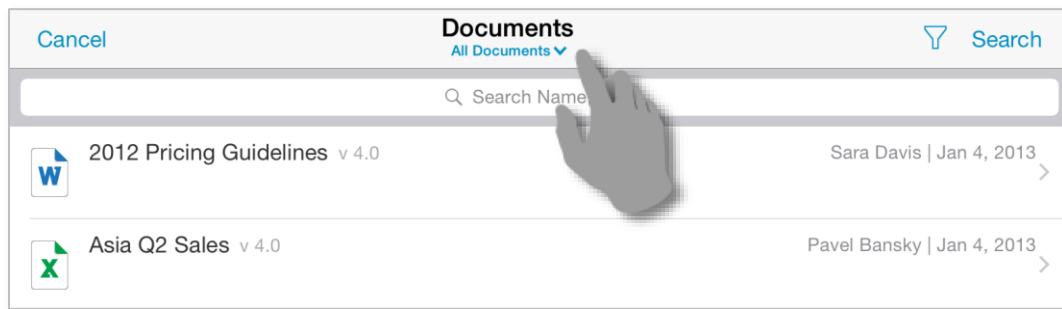 Cancel
Documents
All Documents
Search
Search Name
W
2012 Pricing Guidelines v 4.0
Sara Davis | Jan 4, 2013
X
Asia Q2 Sales v 4.0
Pavel Bansky | Jan 4, 2013